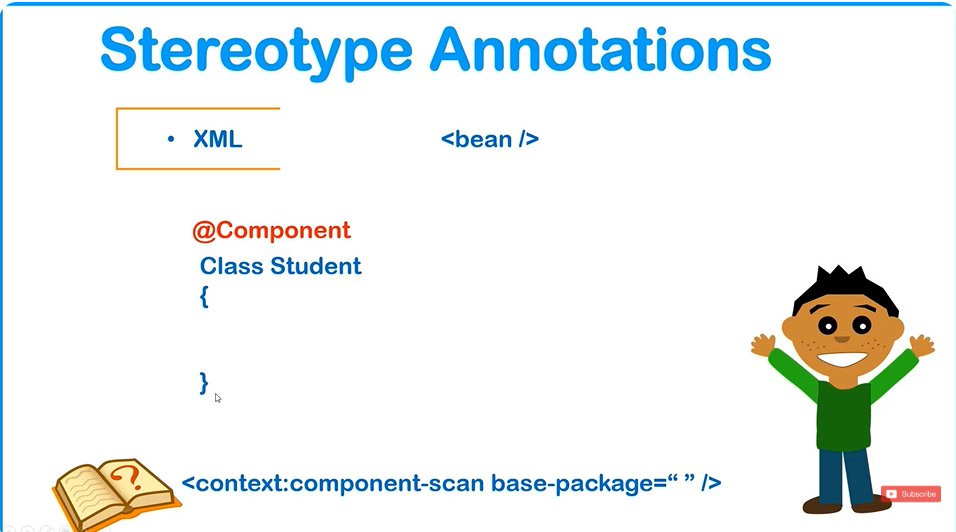 Stereotype Annotations
• XML <bean />
@Component
Class Student
{
}
?
<context:component-scan base-package=“ ” />
Subscribe